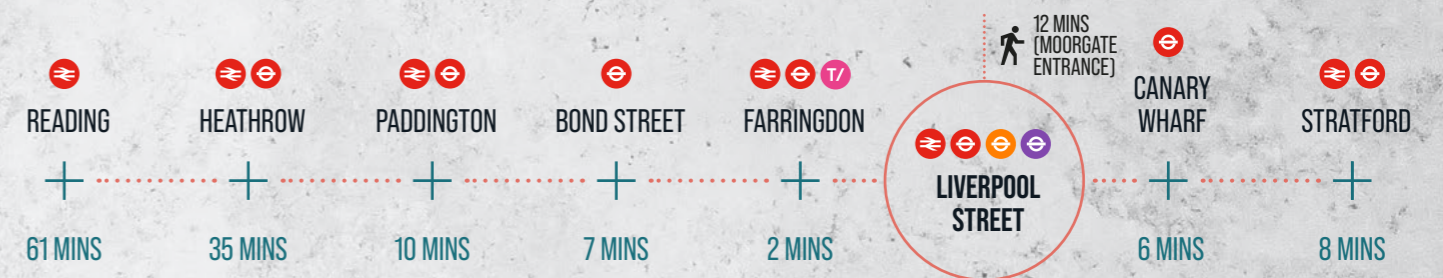 12 MINS
(MOORGATE
ENTRANCE)
T/
READING
HEATHROW
PADDINGTON
BOND STREET
FARRINGDON
LIVERPOOL
STREET
CANARY
WHARF
STRATFORD
61 MINS
35 MINS
10 MINS
7 MINS
2 MINS
6 MINS
8 MINS